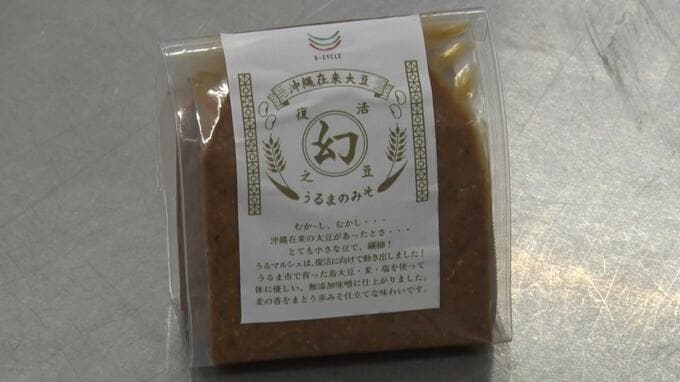 U-CYCLE
沖縄在来大豆
復活
幻
之豆
うるまのみそ
むか~し、むかし・・・
沖縄在来の大豆があったとさ・・・
とても小さな豆で、繊細!
うるマルシェは、復活に向けて動き出しました!
うるま市で育った島大豆・麦・塩を使って
体に優しい、無添加味噌に仕上がりました。
麦の香をまとう赤みそ仕立てな味わいです。